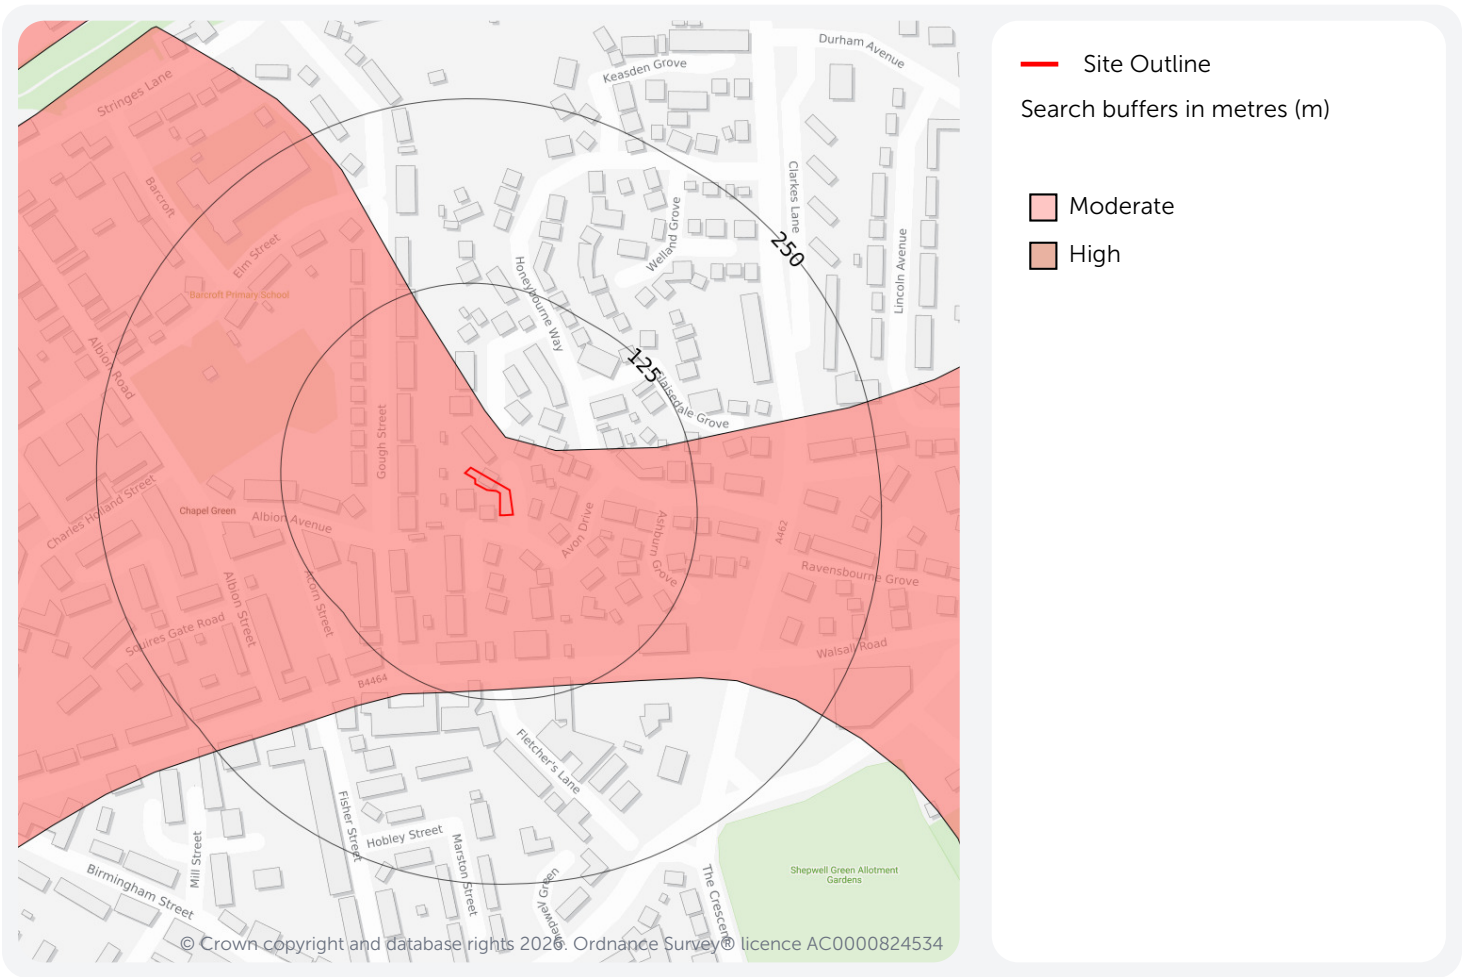 Durham Avenue
Keasden Grove
Stringes Lane
Clarkes Lane
Barcroft
Welland Grove
Lincoln Avenue
Elm Street
250
Honeybourne Way
Barcroft Primary School
Albion Road
125
Glaisedale Grove
Gough Street
Charles Holland Street
Chapel Green
Albion Avenue
Avon Drive
Ashburn Grove
A462
Ravensbourne Grove
Albion Street
Acorn Street
Squires Gate Road
Walsall Road
B4464
Fletcher's Lane
Fisher Street
Hobley Street
Marston Street
Mill Street
Birmingham Street
Shepwell Green Allotment
Gardens
The Crescent
Green
© Crown copyright and database rights 2026. Ordnance Survey® licence AC0000824534
Site Outline
Search buffers in metres (m)
Moderate
High